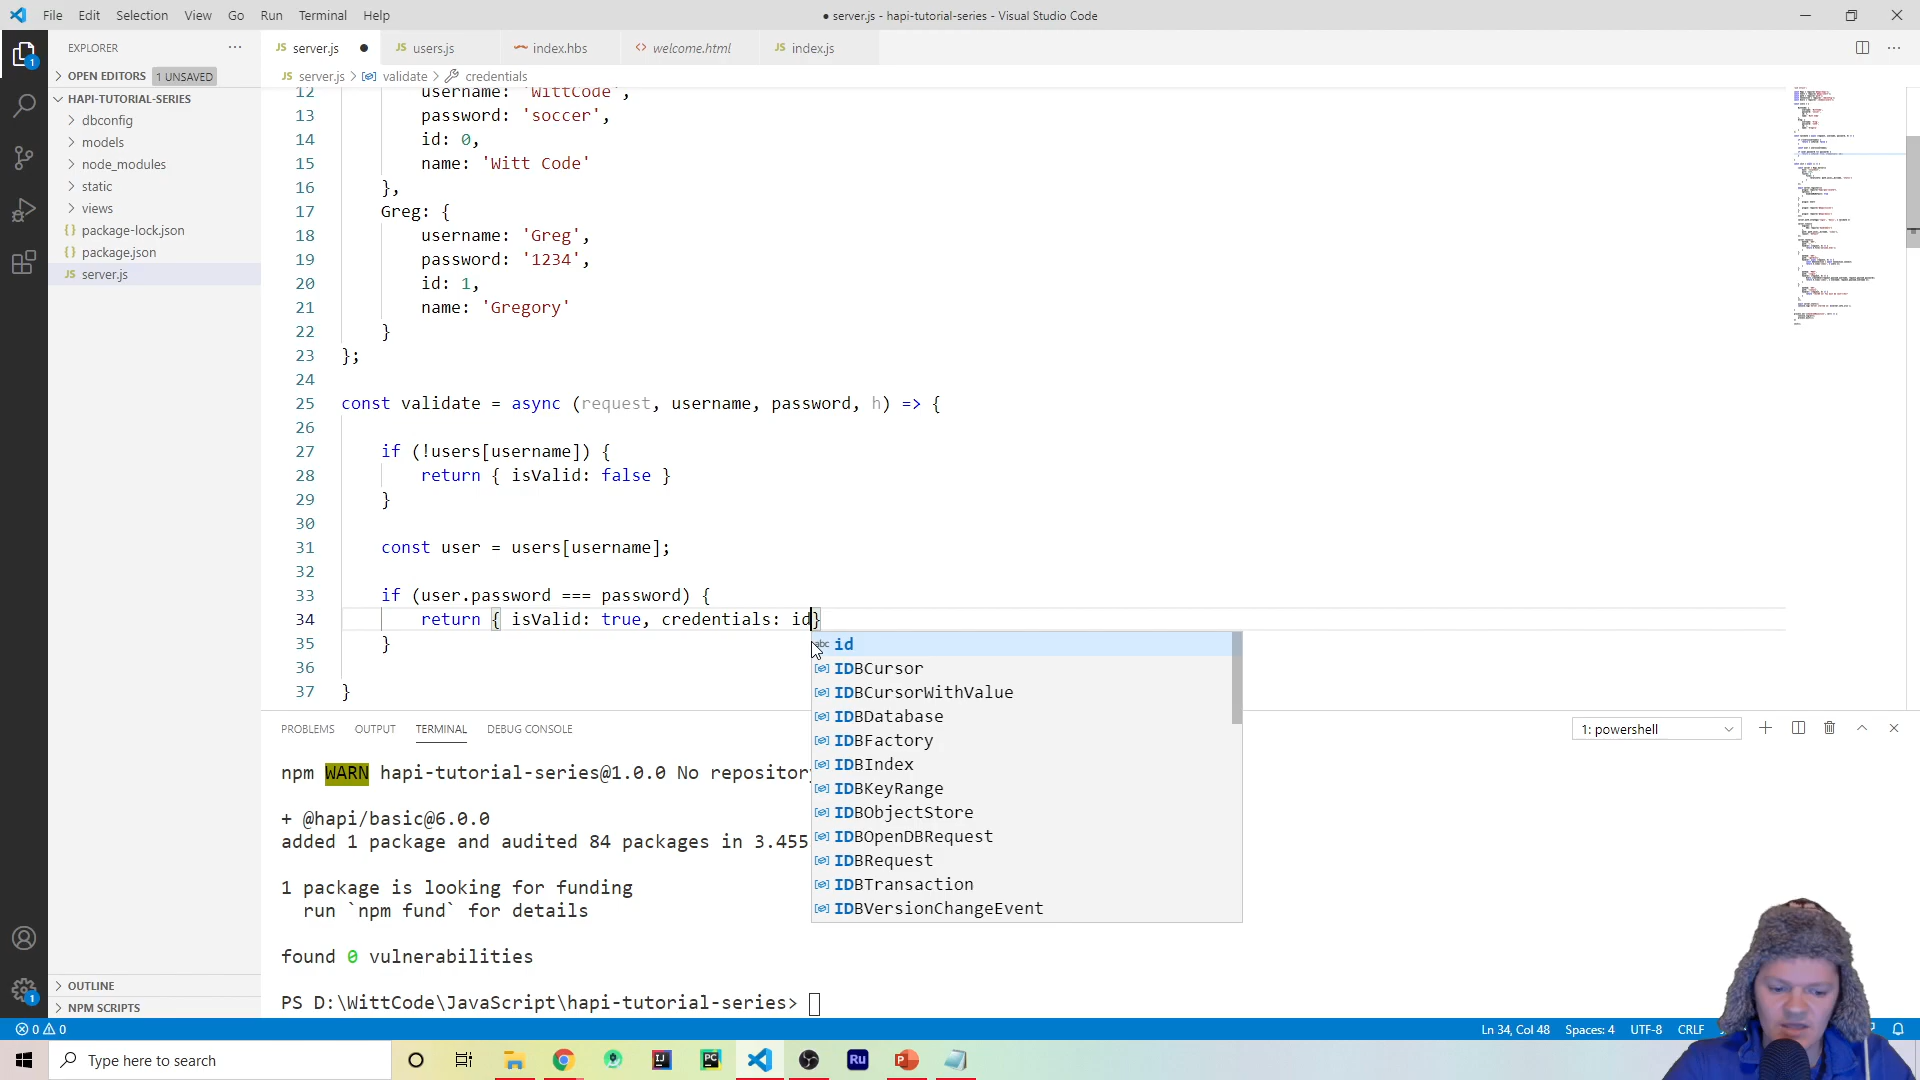 File Edit Selection View Go Run Terminal Help
● server.js - hapi-tutorial-series - Visual Studio Code
EXPLORER
OPEN EDITORS 1 UNSAVED
HAPI-TUTORIAL-SERIES
dbconfig
models
node_modules
static
views
package-lock.json
package.json
JS server.js
OUTLINE
NPM SCRIPTS
JS server.js JS users.js index.hbs welcome.html JS index.js
JS server.js > validate > credentials
12 username: 'WittCode',
13 password: 'soccer',
14 id: 0,
15 name: 'Witt Code'
16 },
17 Greg: {
18 username: 'Greg',
19 password: '1234',
20 id: 1,
21 name: 'Gregory'
22 }
23 };
24
25 const validate = async (request, username, password, h) => {
26
27 if (!users[username]) {
28 return { isValid: false }
29 }
30
31 const user = users[username];
32
33 if (user.password === password) {
34 return { isValid: true, credentials: id}
35 }
36
37 }
abc id
IDBCursor
IDBCursorWithValue
IDBDatabase
IDBFactory
IDBIndex
IDBKeyRange
IDBObjectStore
IDBOpenDBRequest
IDBRequest
IDBTransaction
IDBVersionChangeEvent
PROBLEMS OUTPUT TERMINAL DEBUG CONSOLE
1: powershell
npm WARN hapi-tutorial-series@1.0.0 No repository
+ @hapi/basic@6.0.0
added 1 package and audited 84 packages in 3.455
1 package is looking for funding
run `npm fund` for details
found 0 vulnerabilities
PS D:\WittCode\JavaScript\hapi-tutorial-series>
0 0
Ln 34, Col 48 Spaces: 4 UTF-8 CRLF
Type here to search